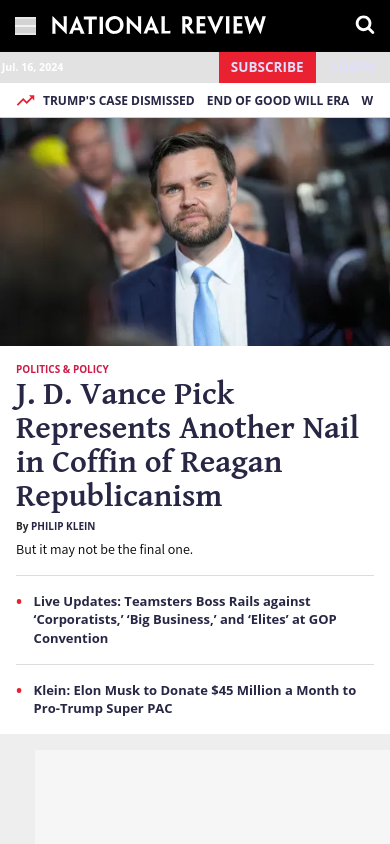 NATIONAL REVIEW
Jul. 16, 2024
SUBSCRIBE
TRUMP'S CASE DISMISSED END OF GOOD WILL ERA W
POLITICS & POLICY
J. D. Vance Pick
Represents Another Nail
in Coffin of Reagan
Republicanism
By PHILIP KLEIN
But it may not be the final one.
• Live Updates: Teamsters Boss Rails against
‘Corporatists,’ ‘Big Business,’ and ‘Elites’ at GOP
Convention
• Klein: Elon Musk to Donate $45 Million a Month to
Pro-Trump Super PAC